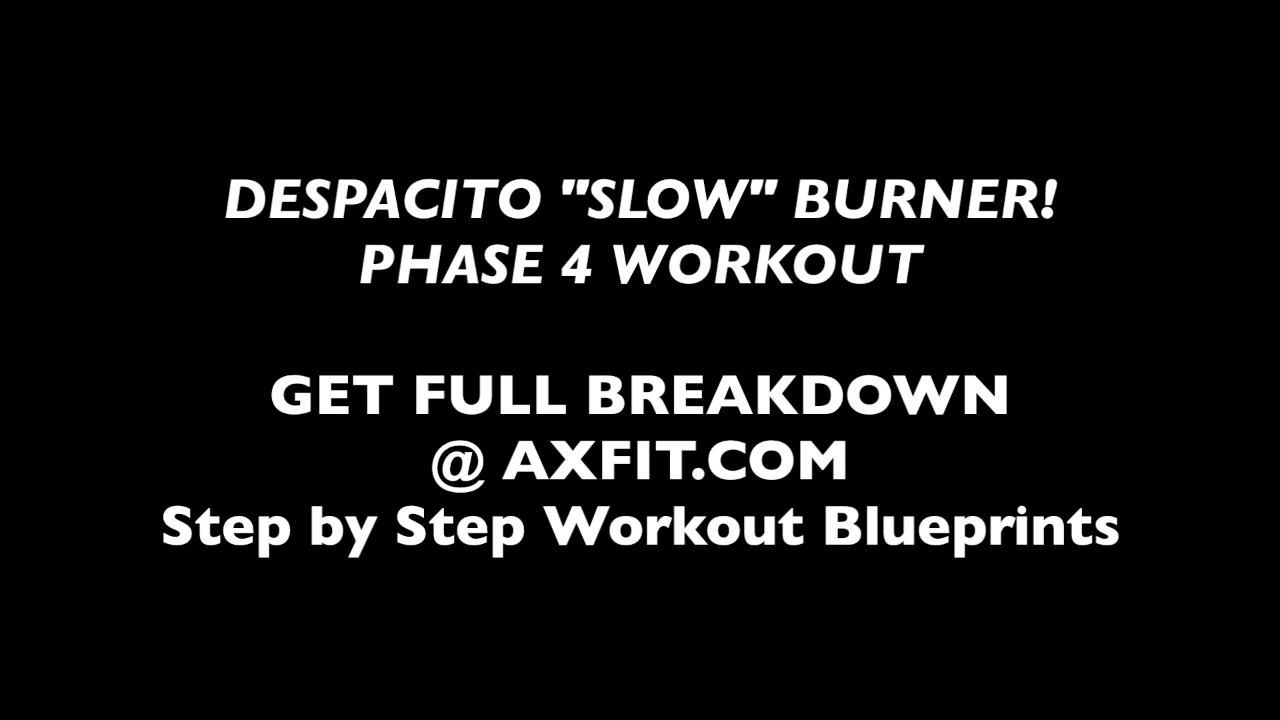 DESPACITO "SLOW" BURNER!
PHASE 4 WORKOUT
GET FULL BREAKDOWN
@ AXFIT.COM
Step by Step Workout Blueprints